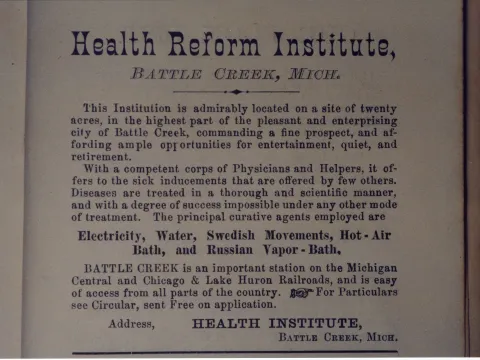 Health Reform Institute,
BATTLE CREEK, MICH.
This Institution is admirably located on a site of twenty
acres, in the highest part of the pleasant and enterprising
city of Battle Creek, commanding a fine prospect, and af-
fording ample opportunities for entertainment, quiet, and
retirement.
With a competent corps of Physicians and Helpers, it of-
fers to the sick inducements that are offered by few others.
Diseases are treated in a thorough and scientific manner,
and with a degree of success impossible under any other mode
of treatment. The principal curative agents employed are
Electricity, Water, Swedish Movements, Hot-Air
Bath, and Russian Vapor-Bath.
BATTLE CREEK is an important station on the Michigan
Central and Chicago & Lake Huron Railroads, and is easy
of access from all parts of the country. For Particulars
see Circular, sent Free on application.
Address, HEALTH INSTITUTE,
BATTLE CREEK, MICH.